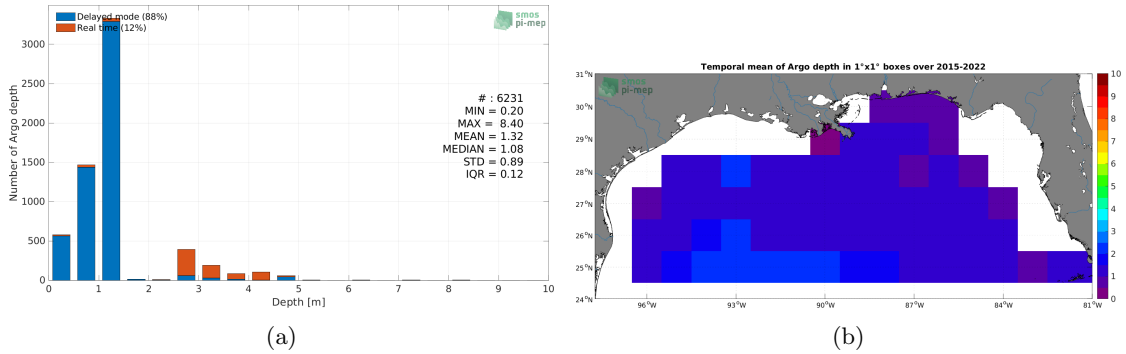 Delayed mode (88%)
Real time (12%)
smos
pi-mep
Number of Argo depth
3000
2500
2000
1500
1000
500
0
# : 6231
MIN = 0.20
MAX = 8.40
MEAN = 1.32
MEDIAN = 1.08
STD = 0.89
IQR = 0.12
0 1 2 3 4 5 6 7 8 9 10
Depth [m]
(a)
Temporal mean of Argo depth in 1°x1° boxes over 2015-2022
smos
pi-mep
31°N
30°N
29°N
28°N
27°N
26°N
25°N
24°N
96°W 93°W 90°W 87°W 84°W 81°W
10
9
8
7
6
5
4
3
2
1
0
(b)